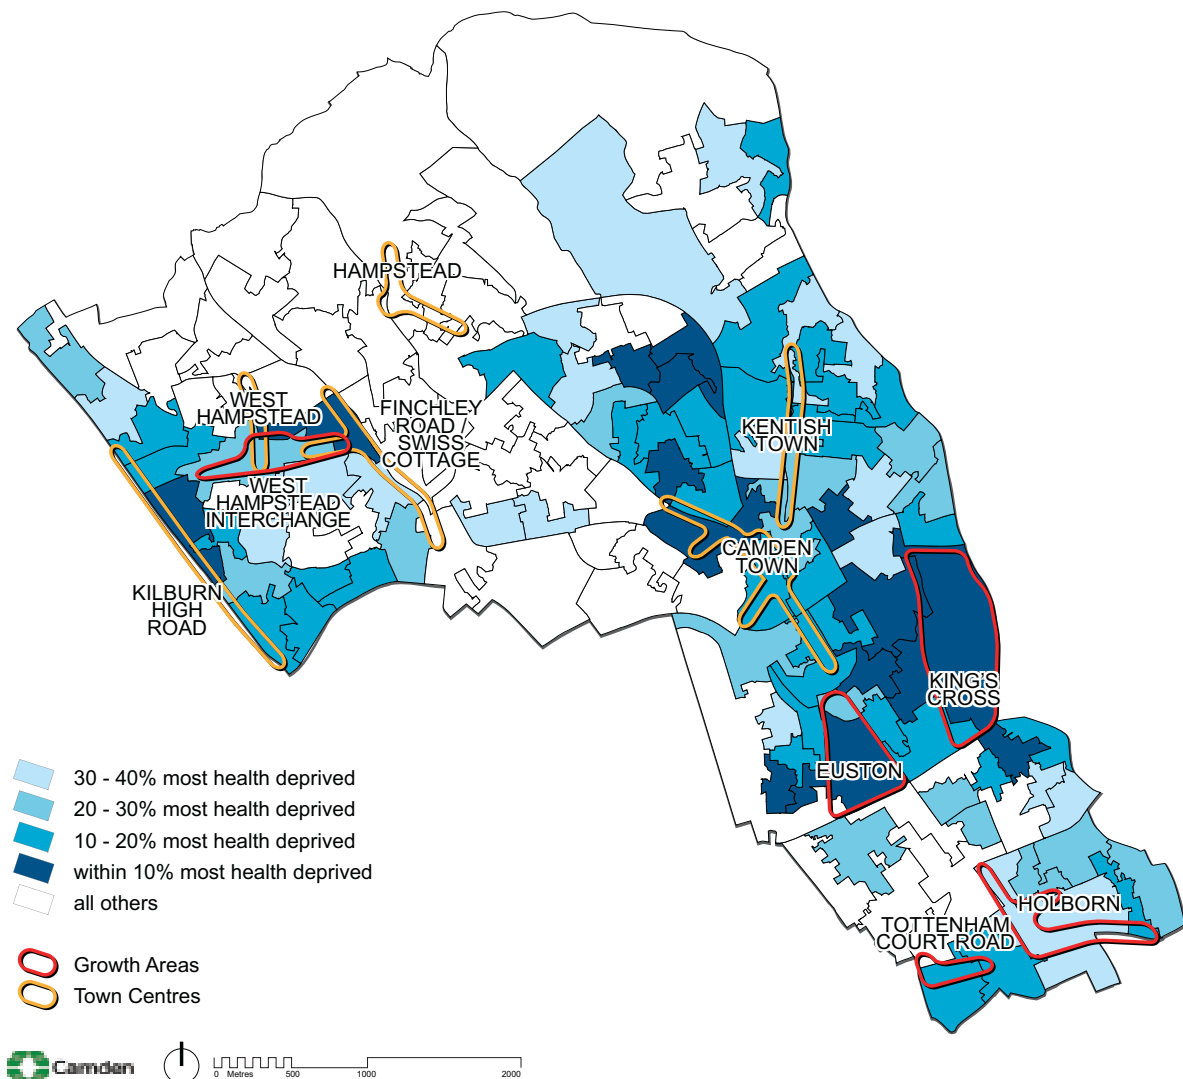 HAMPSTEAD
WEST
HAMPSTEAD
FINCHLEY
ROAD /
SWISS
COTTAGE
KENTISH
TOWN
WEST
HAMPSTEAD
INTERCHANGE
CAMDEN
TOWN
KILBURN
HIGH
ROAD
KING'S
CROSS
EUSTON
HOLBORN
TOTTENHAM
COURT ROAD
30 - 40% most health deprived
20 - 30% most health deprived
10 - 20% most health deprived
within 10% most health deprived
all others
Growth Areas
Town Centres
Camden
0 Metres 500 1000 2000